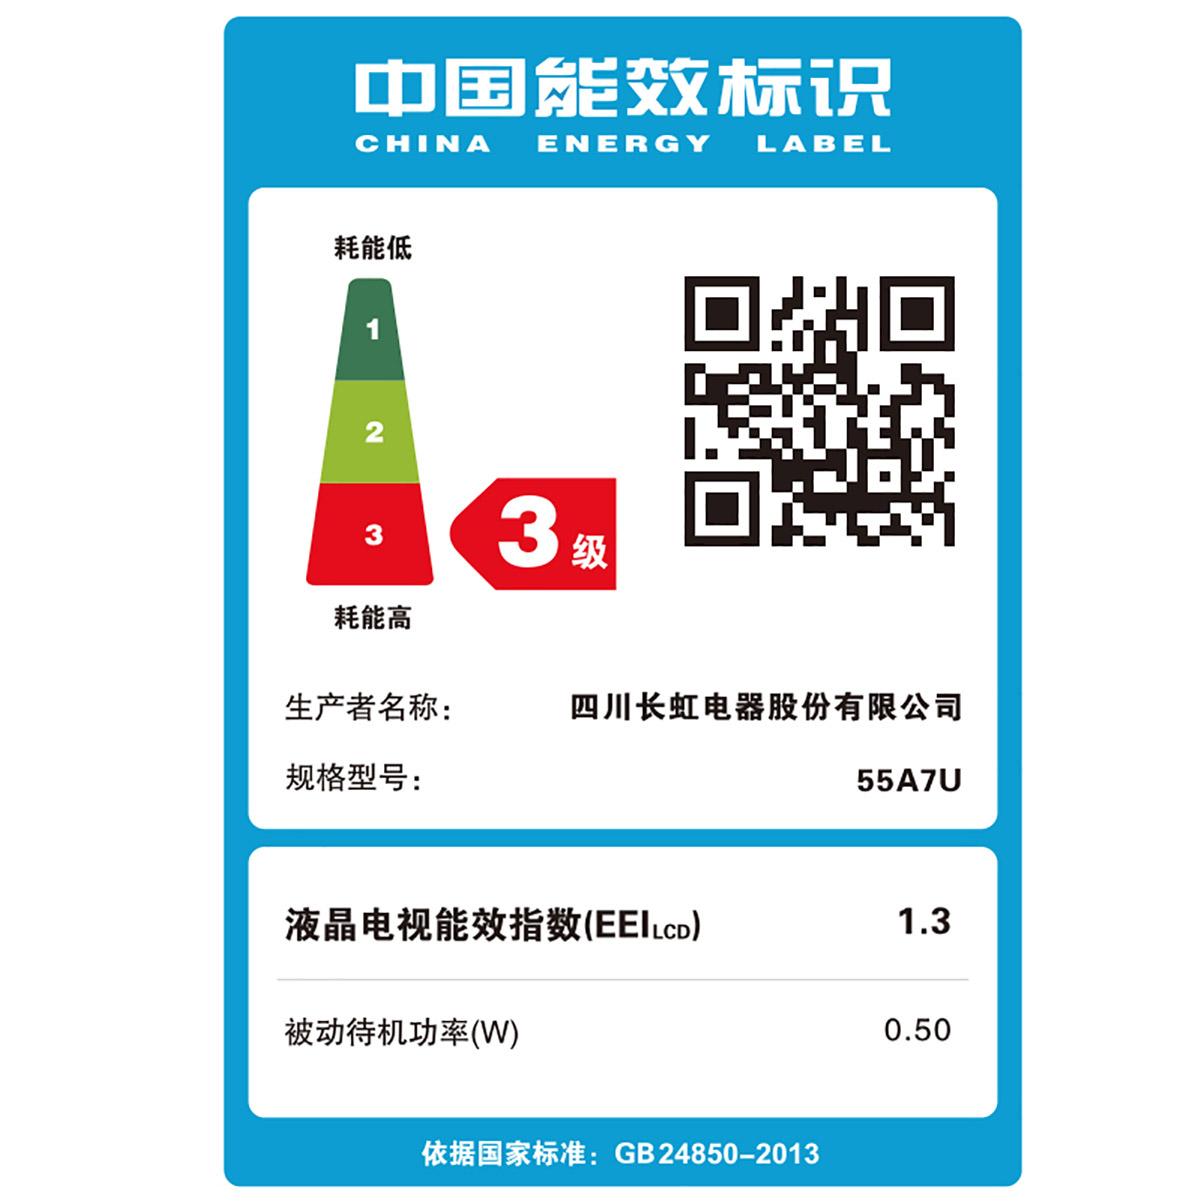 中国能效标识
CHINA ENERGY LABEL
耗能低
1
2
3
3级
耗能高
生产者名称： 四川长虹电器股份有限公司
规格型号： 55A7U
液晶电视能效指数(EEILCD) 1.3
被动待机功率(W) 0.50
依据国家标准：GB 24850-2013